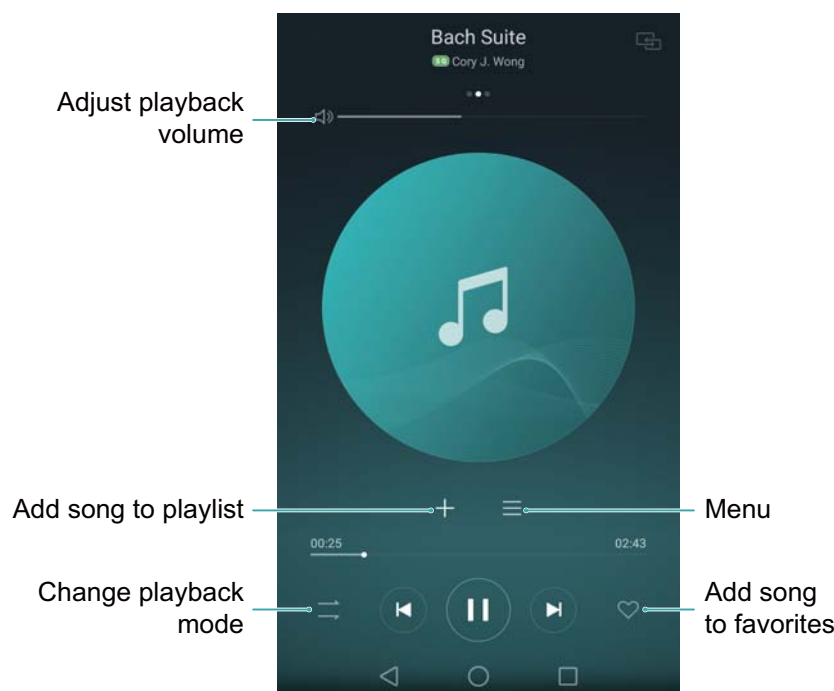 Bach Suite
SQ Cory J. Wong
Adjust playback
volume
Add song to playlist
Menu
00:25
02:43
Change playback
mode
Add song
to favorites